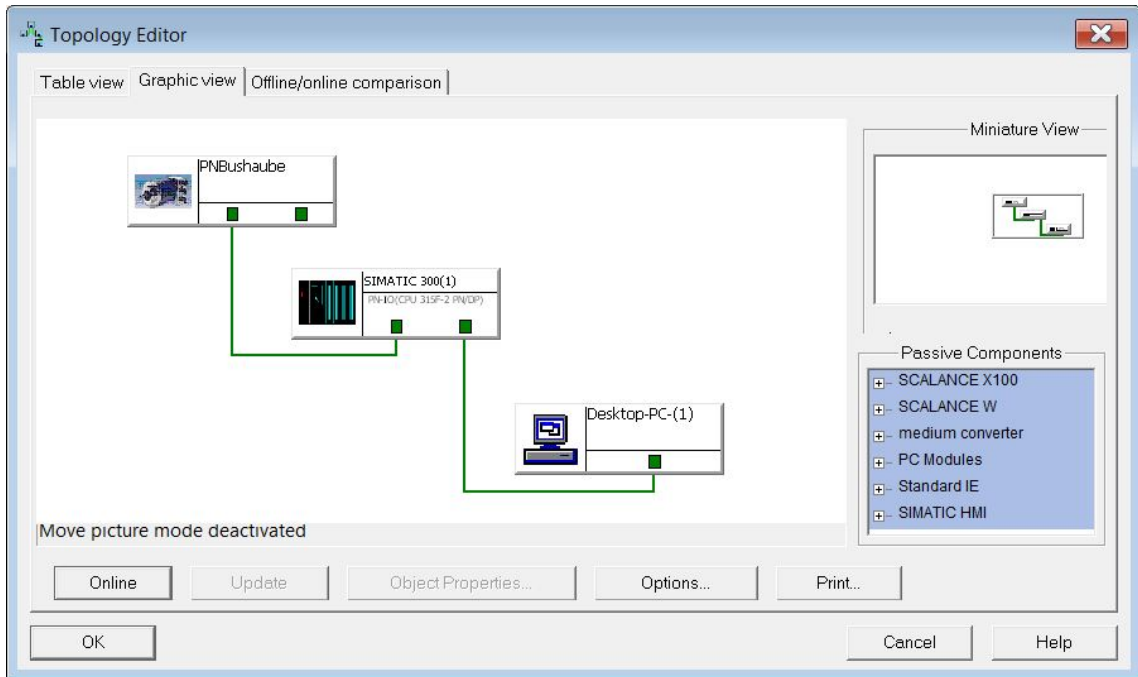 Topology Editor
Table view Graphic view Offline/online comparison
Miniature View
PNBushaube
SIMATIC 300(1)
PN-IO(CPU 315F-2 PN/DP)
Desktop-PC-(1)
Passive Components
SCALANCE X100
SCALANCE W
medium converter
PC Modules
Standard IE
SIMATIC HMI
Move picture mode deactivated
Online Update Object Properties... Options... Print...
OK Cancel Help